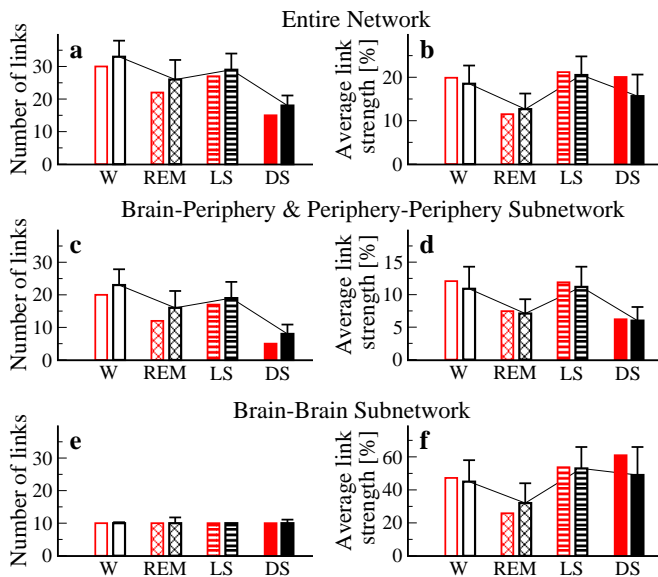 Entire Network
a
b
Number of links
30
20
10
0
W REM LS DS
Average link
strength [%]
20
10
0
W REM LS DS
Brain-Periphery & Periphery-Periphery Subnetwork
c
d
Number of links
30
20
10
0
W REM LS DS
Average link
strength [%]
15
10
5
0
W REM LS DS
Brain-Brain Subnetwork
e
f
Number of links
30
20
10
0
W REM LS DS
Average link
strength [%]
60
40
20
0
W REM LS DS